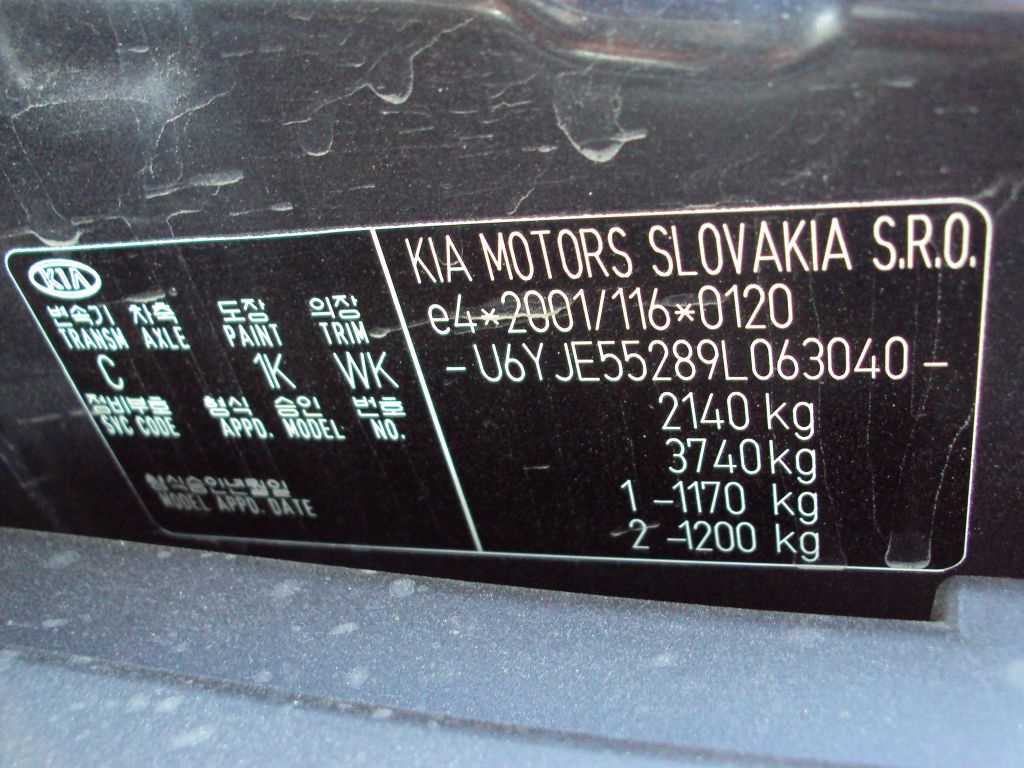 KIA
변속기 차축 도장 의장
TRANSM AXLE PAINT TRIM
C 1K WK
정비부호 형식 승인 번호
SVC CODE APPD. MODEL NO.
형식승인년월일
MODEL APPD. DATE
KIA MOTORS SLOVAKIA S.R.O.
e4*2001/116*0120
- U6YJE55289L063040 -
2140 kg
3740 kg
1 -1170 kg
2 -1200 kg